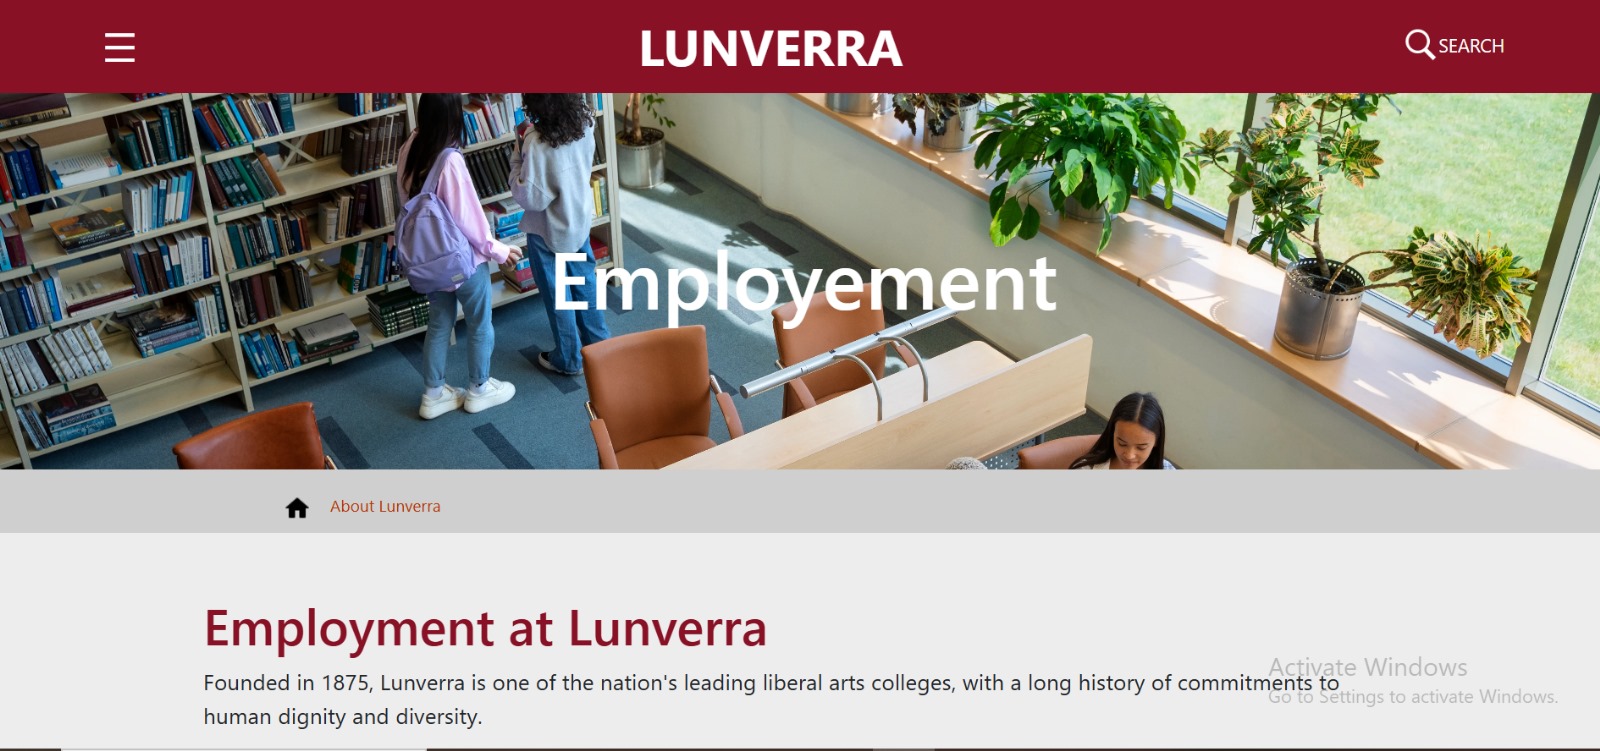 LUNVERRA
SEARCH
Employement
About Lunverra
Employment at Lunverra
Founded in 1875, Lunverra is one of the nation's leading liberal arts colleges, with a long history of commitments to
human dignity and diversity.
Activate Windows
Go to Settings to activate Windows.